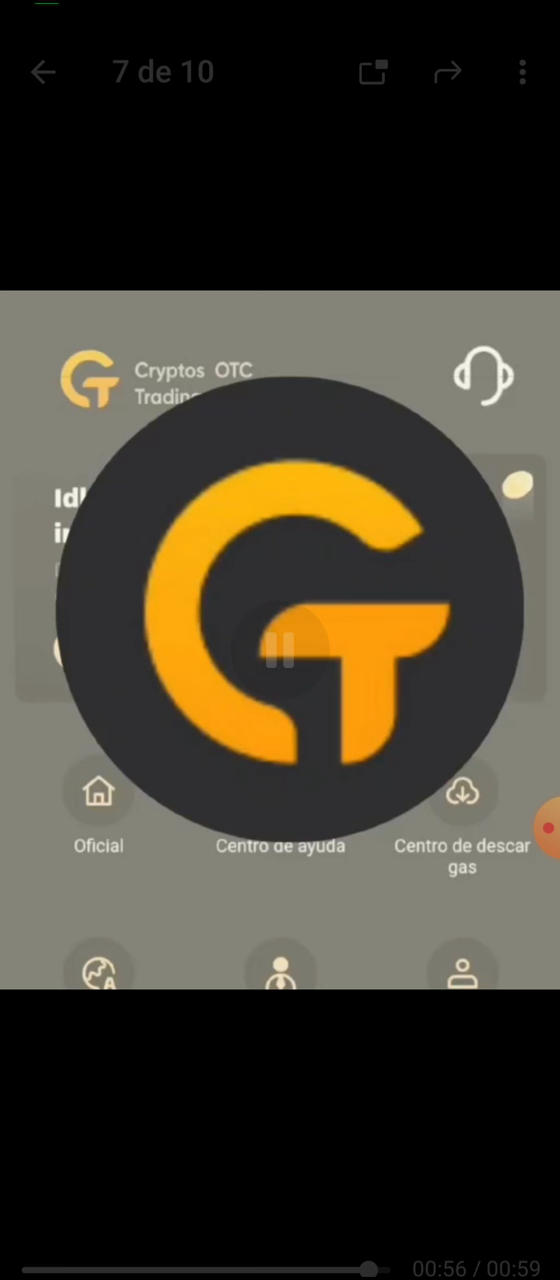 7 de 10
Cryptos OTC
Oficial
Centro de ayuda
Centro de descar
gas
00:56 / 00:59